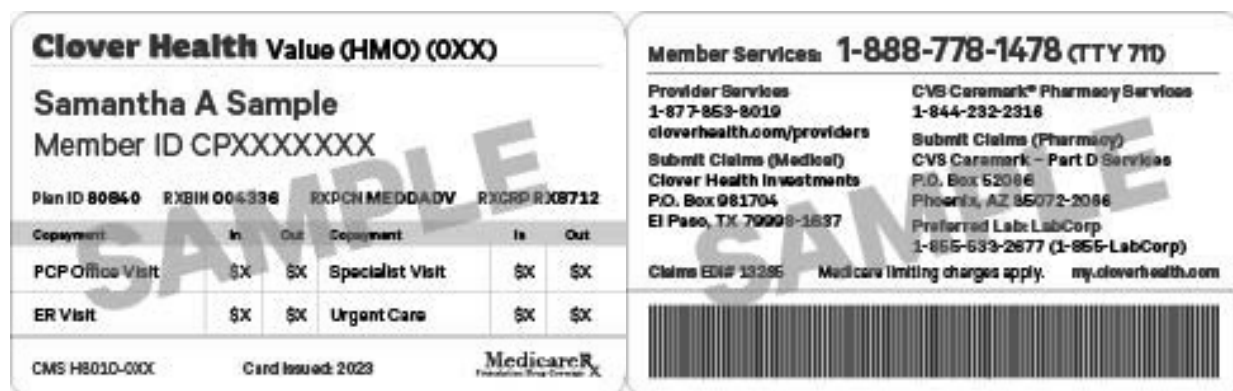 Clover Health Value (HMO) (0XX)
Samantha A Sample
Member ID CPXXXXXXX
Plan ID 80840 RXBIN 004336 RXPCN MEDDADV RXGRP RX8712
Copayment In Out Copayment In Out
PCP Office Visit $X $X Specialist Visit $X $X
ER Visit $X $X Urgent Care $X $X
CMS H8010-0XX Card Issued: 2023 MedicareRx
Prescription Drug Coverage X
SAMPLE
Member Services: 1-888-778-1478 (TTY 711)
Provider Services
1-877-853-8019
cloverhealth.com/providers
Submit Claims (Medical)
Clover Health Investments
P.O. Box 981704
El Paso, TX 79998-1637
CVS Caremark® Pharmacy Services
1-844-232-2316
Submit Claims (Pharmacy)
CVS Caremark – Part D Services
P.O. Box 52066
Phoenix, AZ 85072-2066
Preferred Lab: LabCorp
1-855-533-2677 (1-855-LabCorp)
Claims EDI# 13285 Medicare limiting charges apply. my.cloverhealth.com
SAMPLE